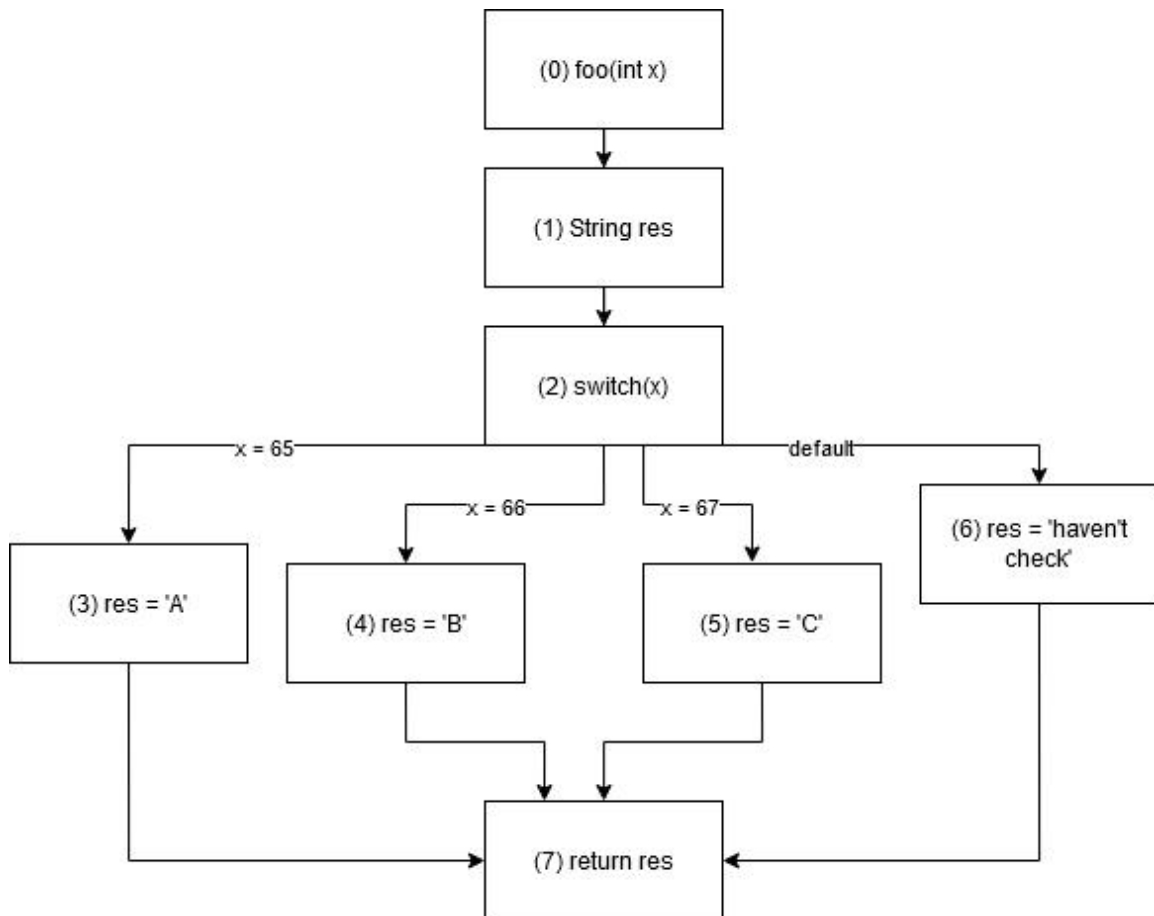 (0) foo(int x)
(1) String res
(2) switch(x)
x = 65
default
x = 66
x = 67
(6) res = 'haven't
check'
(3) res = 'A'
(4) res = 'B'
(5) res = 'C'
(7) return res